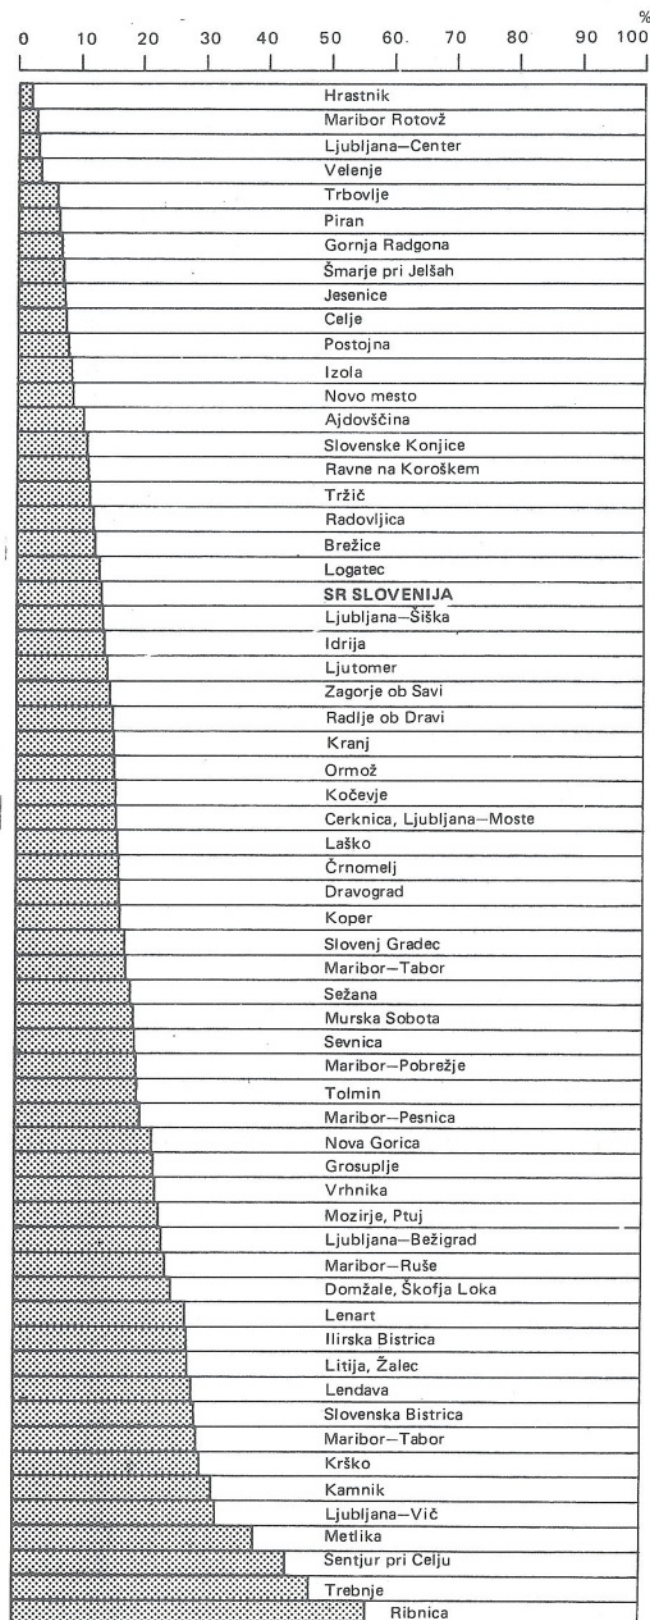 %
0 10 20 30 40 50 60 70 80 90 100
Hrastnik
Maribor Rotovž
Ljubljana—Center
Velenje
Trbovlje
Piran
Gornja Radgona
Šmarje pri Jelšah
Jesenice
Celje
Postojna
Izola
Novo mesto
Ajdovščina
Slovenske Konjice
Ravne na Koroškem
Tržič
Radovljica
Brežice
Logatec
SR SLOVENIJA
Ljubljana—Šiška
Idrija
Ljutomer
Zagorje ob Savi
Radlje ob Dravi
Kranj
Ormož
Kočevje
Cerknica, Ljubljana—Moste
Laško
Črnomelj
Dravograd
Koper
Slovenj Gradec
Maribor—Tabor
Sežana
Murska Sobota
Sevnica
Maribor—Pobrežje
Tolmin
Maribor—Pesnica
Nova Gorica
Grosuplje
Vrhnika
Mozirje, Ptuj
Ljubljana—Bežigrad
Maribor—Ruše
Domžale, Škofja Loka
Lenart
Ilirska Bistrica
Litija, Žalec
Lendava
Slovenska Bistrica
Maribor—Tabor
Krško
Kamnik
Ljubljana—Vič
Metlika
Šentjur pri Celju
Trebnje
Ribnica